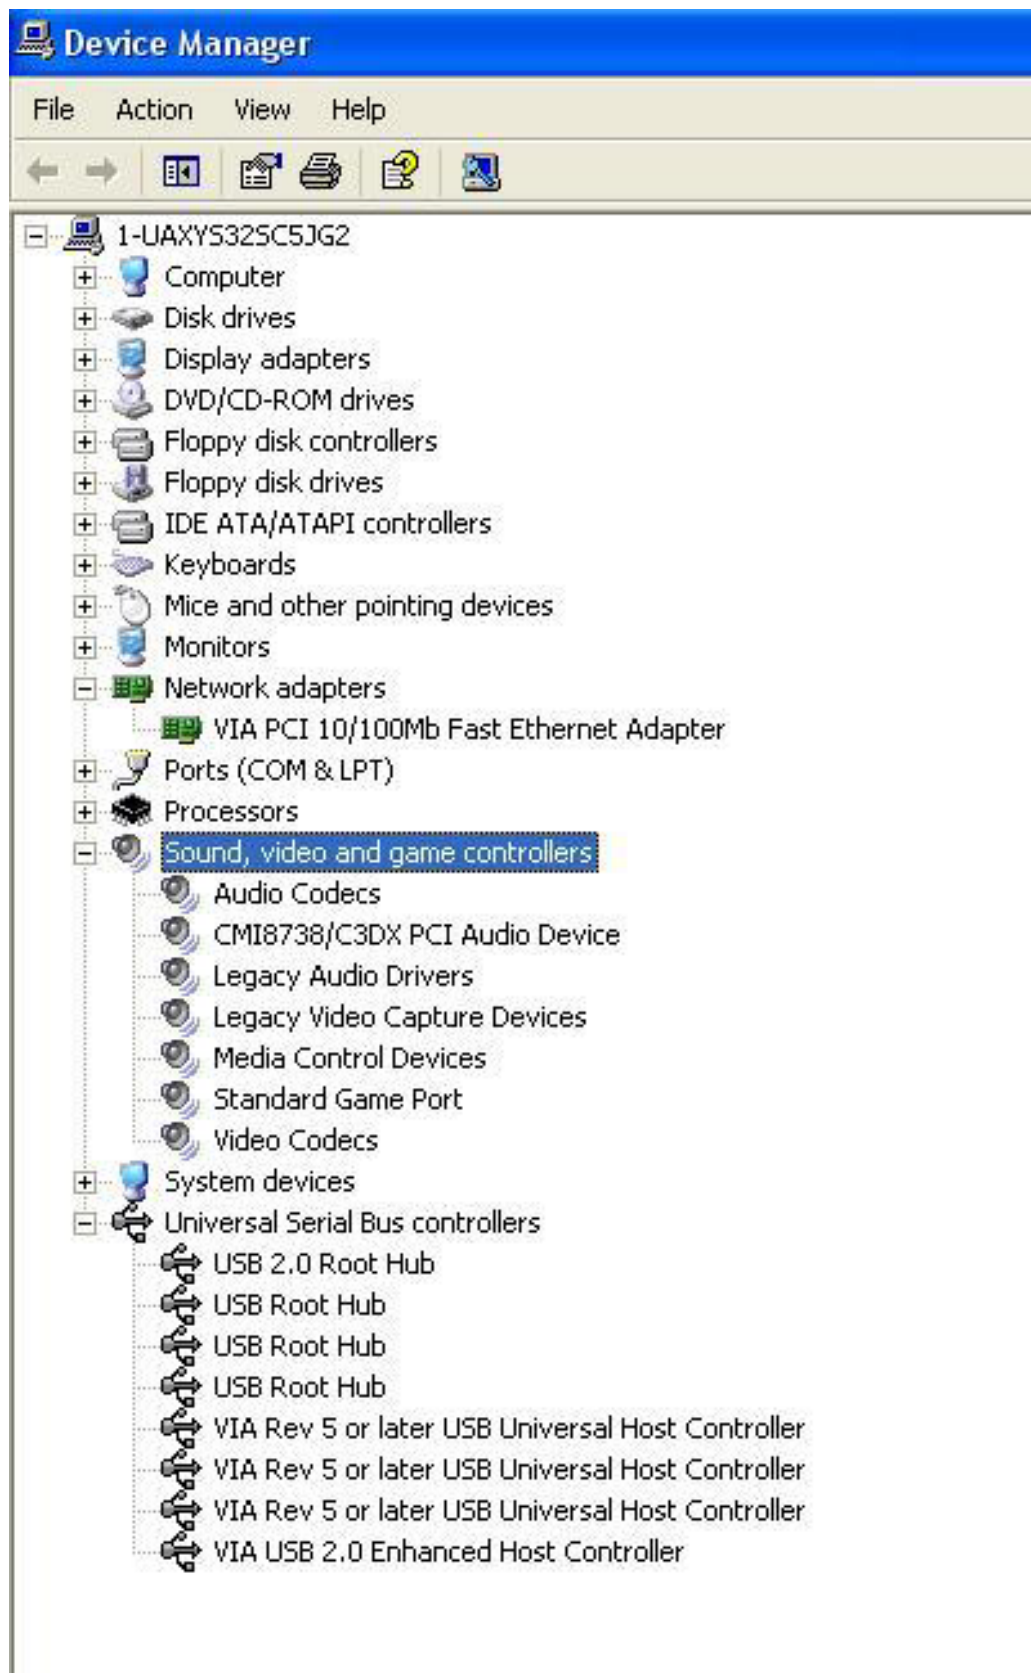 Device Manager
File Action View Help
1-UAXYS32SC5JG2
Computer
Disk drives
Display adapters
DVD/CD-ROM drives
Floppy disk controllers
Floppy disk drives
IDE ATA/ATAPI controllers
Keyboards
Mice and other pointing devices
Monitors
Network adapters
VIA PCI 10/100Mb Fast Ethernet Adapter
Ports (COM & LPT)
Processors
Sound, video and game controllers
Audio Codecs
CMI8738/C3DX PCI Audio Device
Legacy Audio Drivers
Legacy Video Capture Devices
Media Control Devices
Standard Game Port
Video Codecs
System devices
Universal Serial Bus controllers
USB 2.0 Root Hub
USB Root Hub
USB Root Hub
USB Root Hub
VIA Rev 5 or later USB Universal Host Controller
VIA Rev 5 or later USB Universal Host Controller
VIA Rev 5 or later USB Universal Host Controller
VIA USB 2.0 Enhanced Host Controller